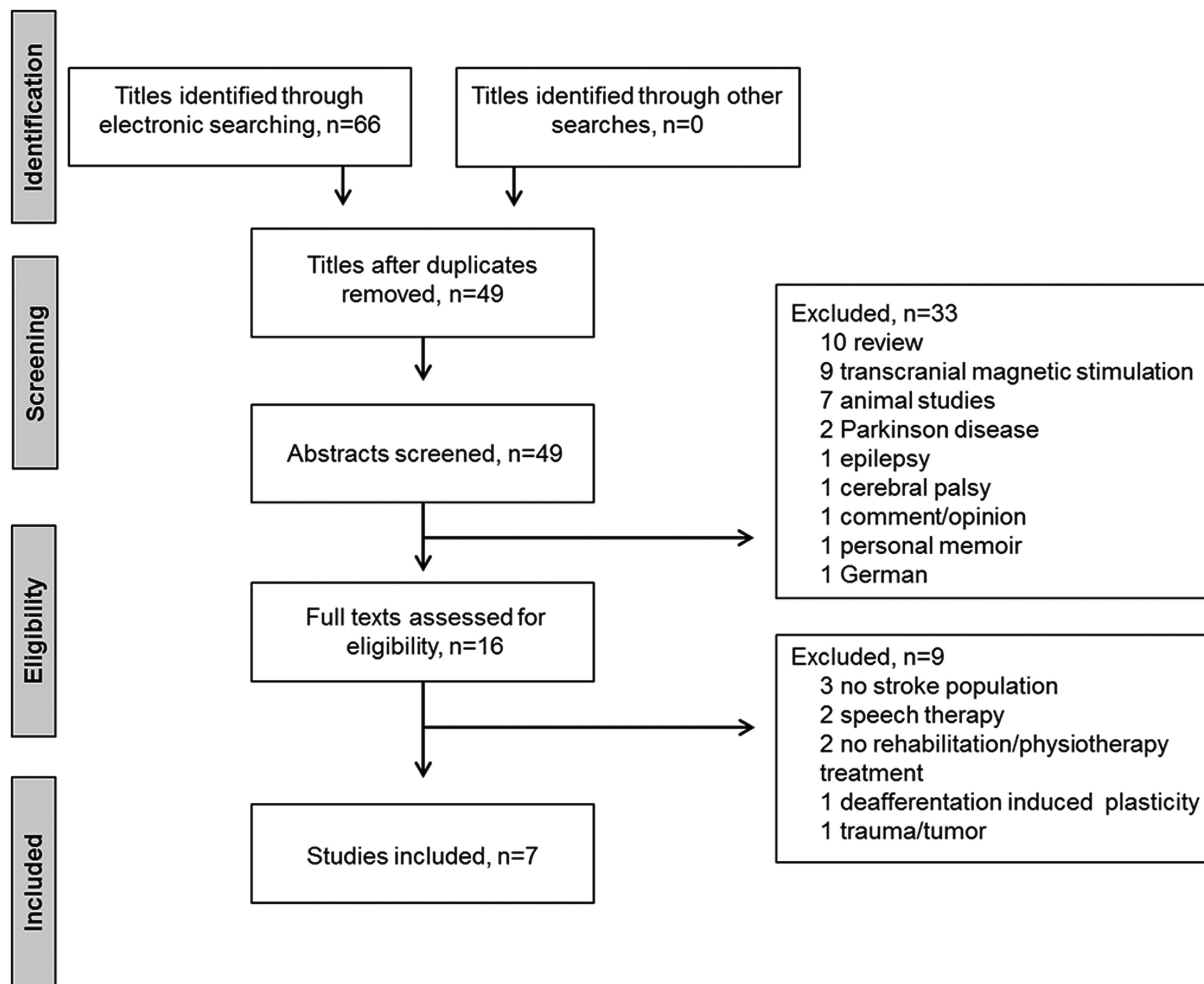 Identification
Titles identified through
electronic searching, n=66
Titles identified through other
searches, n=0
Screening
Titles after duplicates
removed, n=49
Abstracts screened, n=49
Excluded, n=33
10 review
9 transcranial magnetic stimulation
7 animal studies
2 Parkinson disease
1 epilepsy
1 cerebral palsy
1 comment/opinion
1 personal memoir
1 German
Eligibility
Full texts assessed for
eligibility, n=16
Excluded, n=9
3 no stroke population
2 speech therapy
2 no rehabilitation/physiotherapy
treatment
1 deafferentation induced plasticity
1 trauma/tumor
Included
Studies included, n=7